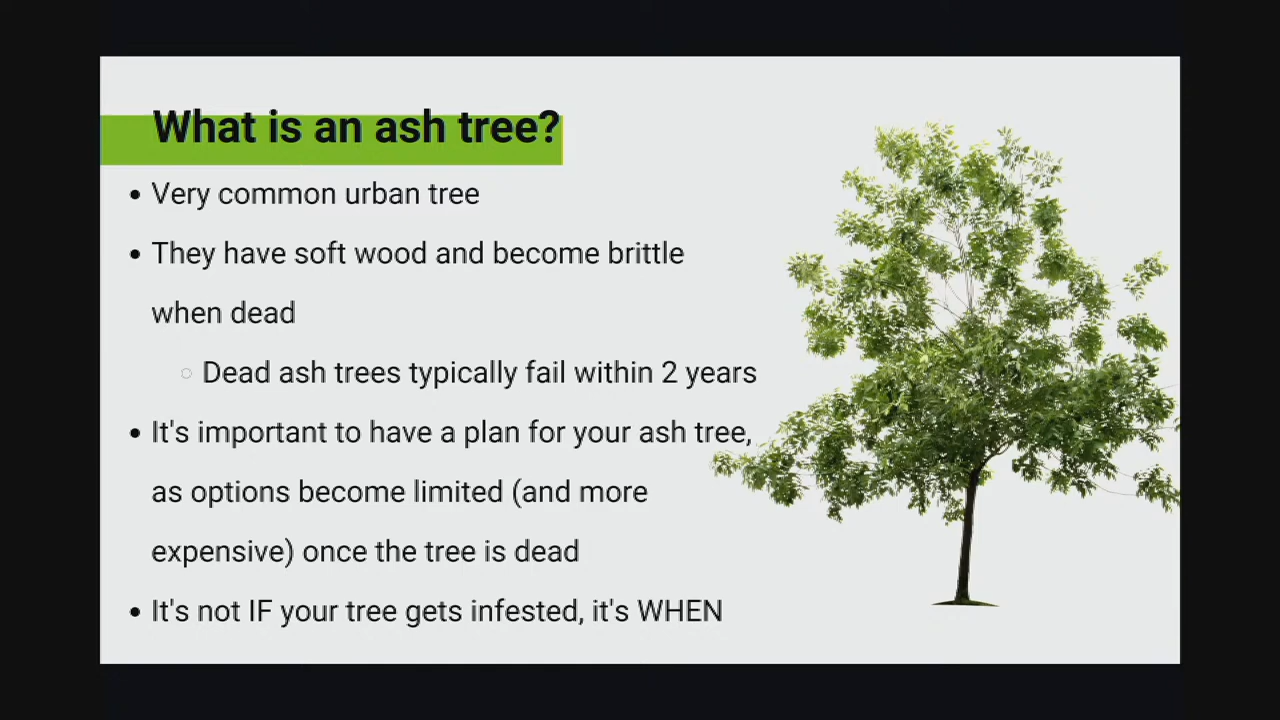 What is an ash tree?
• Very common urban tree
• They have soft wood and become brittle
when dead
○ Dead ash trees typically fail within 2 years
• It's important to have a plan for your ash tree,
as options become limited (and more
expensive) once the tree is dead
• It's not IF your tree gets infested, it's WHEN